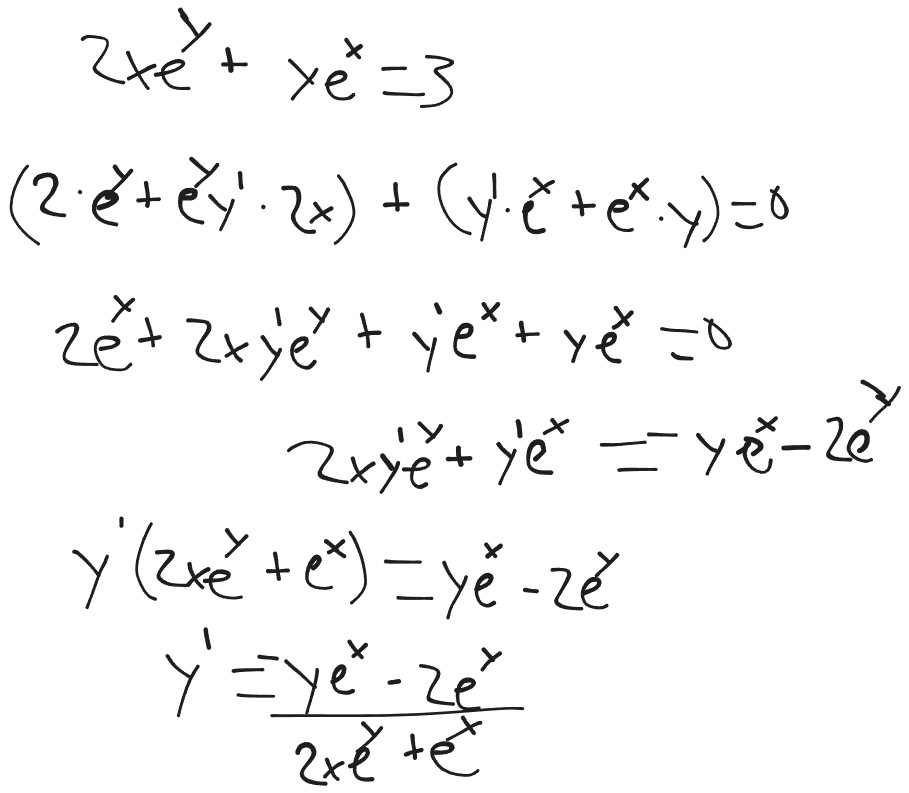 2xe^y + ye^x = 3
(2 · e^y + e^y y' · 2x) + (y' · e^x + e^x · y) = 0
2e^x + 2xy'e^y + y'e^x + ye^x = 0
2xy'e^y + y'e^x = ye^x - 2e^y
y'(2xe^y + e^x) = ye^x - 2e^y
y' = (ye^x - 2e^y) / (2xe^y + e^x)